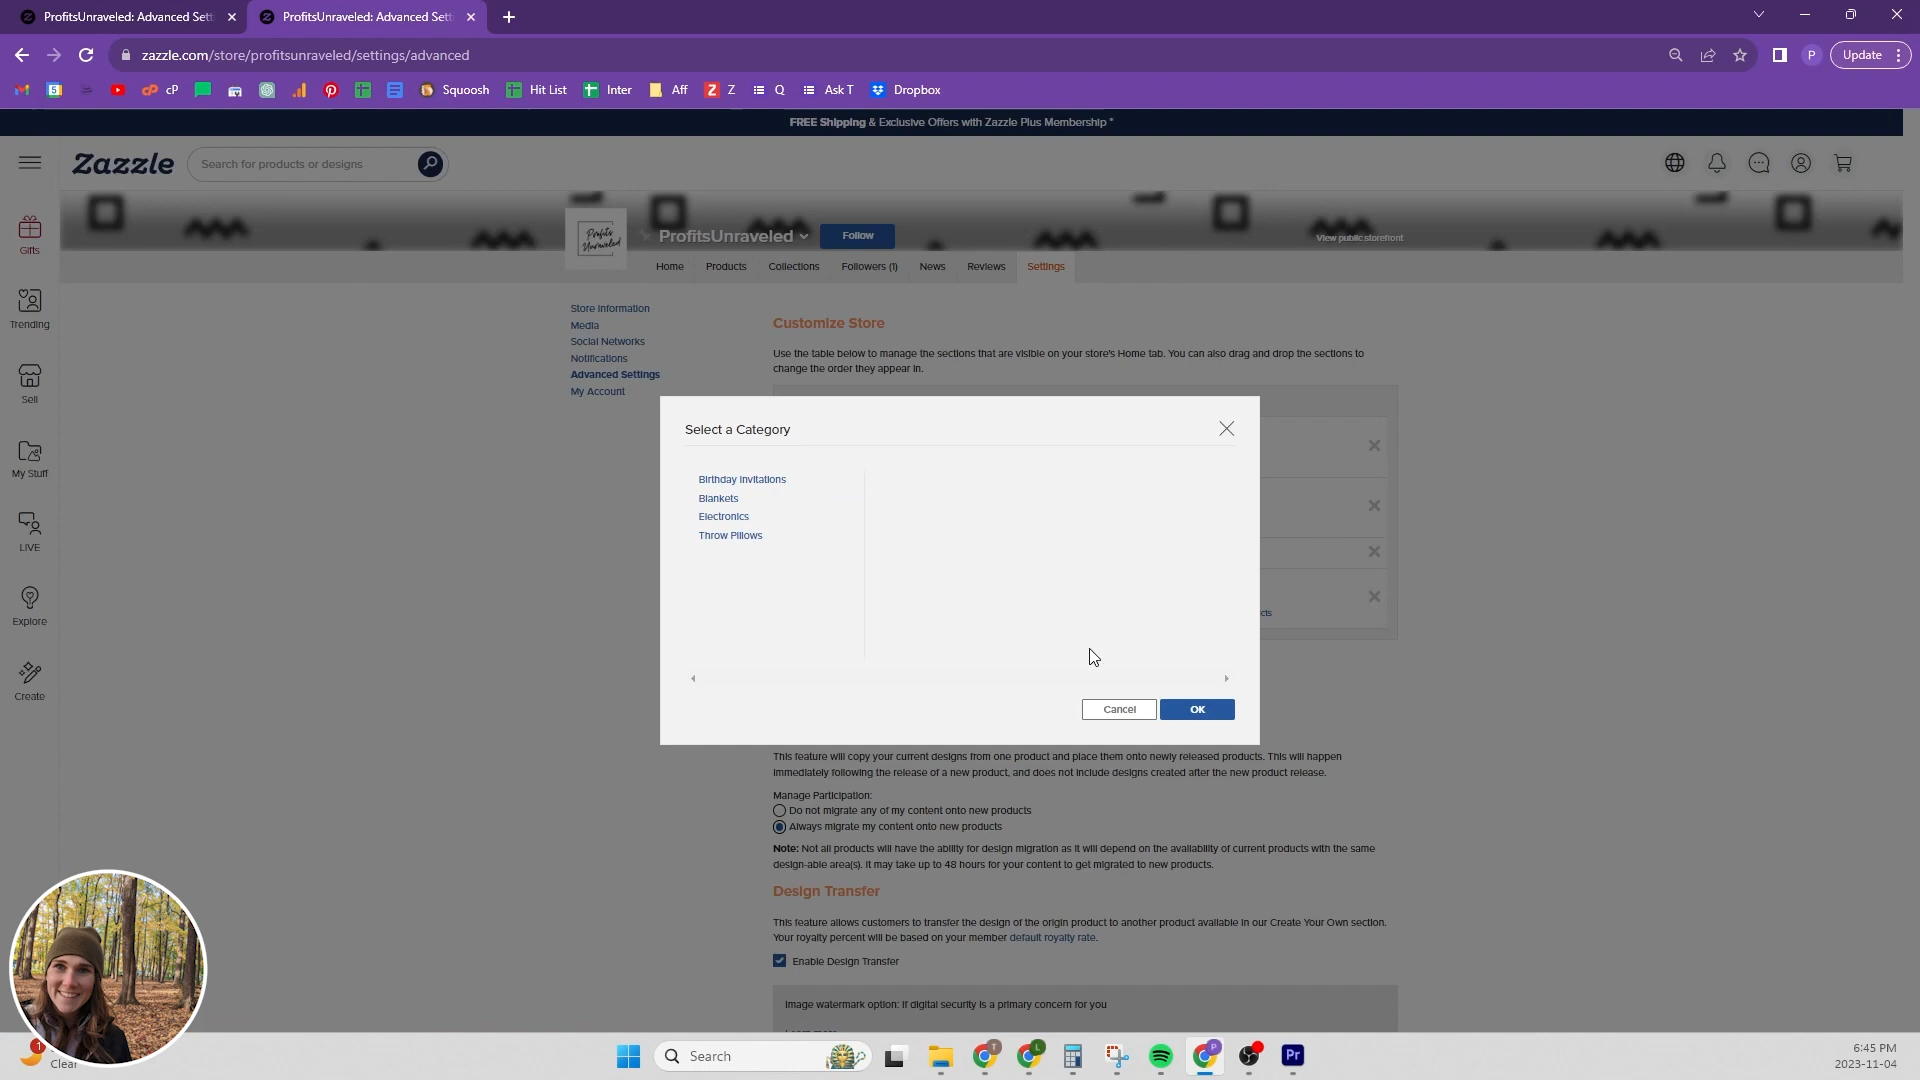 ProfitsUnraveled: Advanced Sett
ProfitsUnraveled: Advanced Sett
zazzle.com/store/profitsunraveled/settings/advanced
P
Update
5
cP
Squoosh
Hit List
Inter
Aff
Z
Z
Q
Ask T
Dropbox
FREE Shipping & Exclusive Offers with Zazzle Plus Membership *
Zazzle
Search for products or designs
Gifts
Trending
Sell
My Stuff
LIVE
Explore
Create
Profits
Unraveled
ProfitsUnraveled
Follow
View public storefront
Home
Products
Collections
Followers (1)
News
Reviews
Settings
Store Information
Media
Social Networks
Notifications
Advanced Settings
My Account
Customize Store
Use the table below to manage the sections that are visible on your store's Home tab. You can also drag and drop the sections to
change the order they appear in.
Select a Category
Birthday Invitations
Blankets
Electronics
Throw Pillows
cts
Cancel
OK
This feature will copy your current designs from one product and place them onto newly released products. This will happen
immediately following the release of a new product, and does not include designs created after the new product release.
Manage Participation:
Do not migrate any of my content onto new products
Always migrate my content onto new products
Note: Not all products will have the ability for design migration as it will depend on the availability of current products with the same
design-able area(s). It may take up to 48 hours for your content to get migrated to new products.
Design Transfer
This feature allows customers to transfer the design of the origin product to another product available in our Create Your Own section.
Your royalty percent will be based on your member default royalty rate.
Enable Design Transfer
Image watermark option: If digital security is a primary concern for you
1
Clear
Search
T
L
P
Pr
6:45 PM
2023-11-04